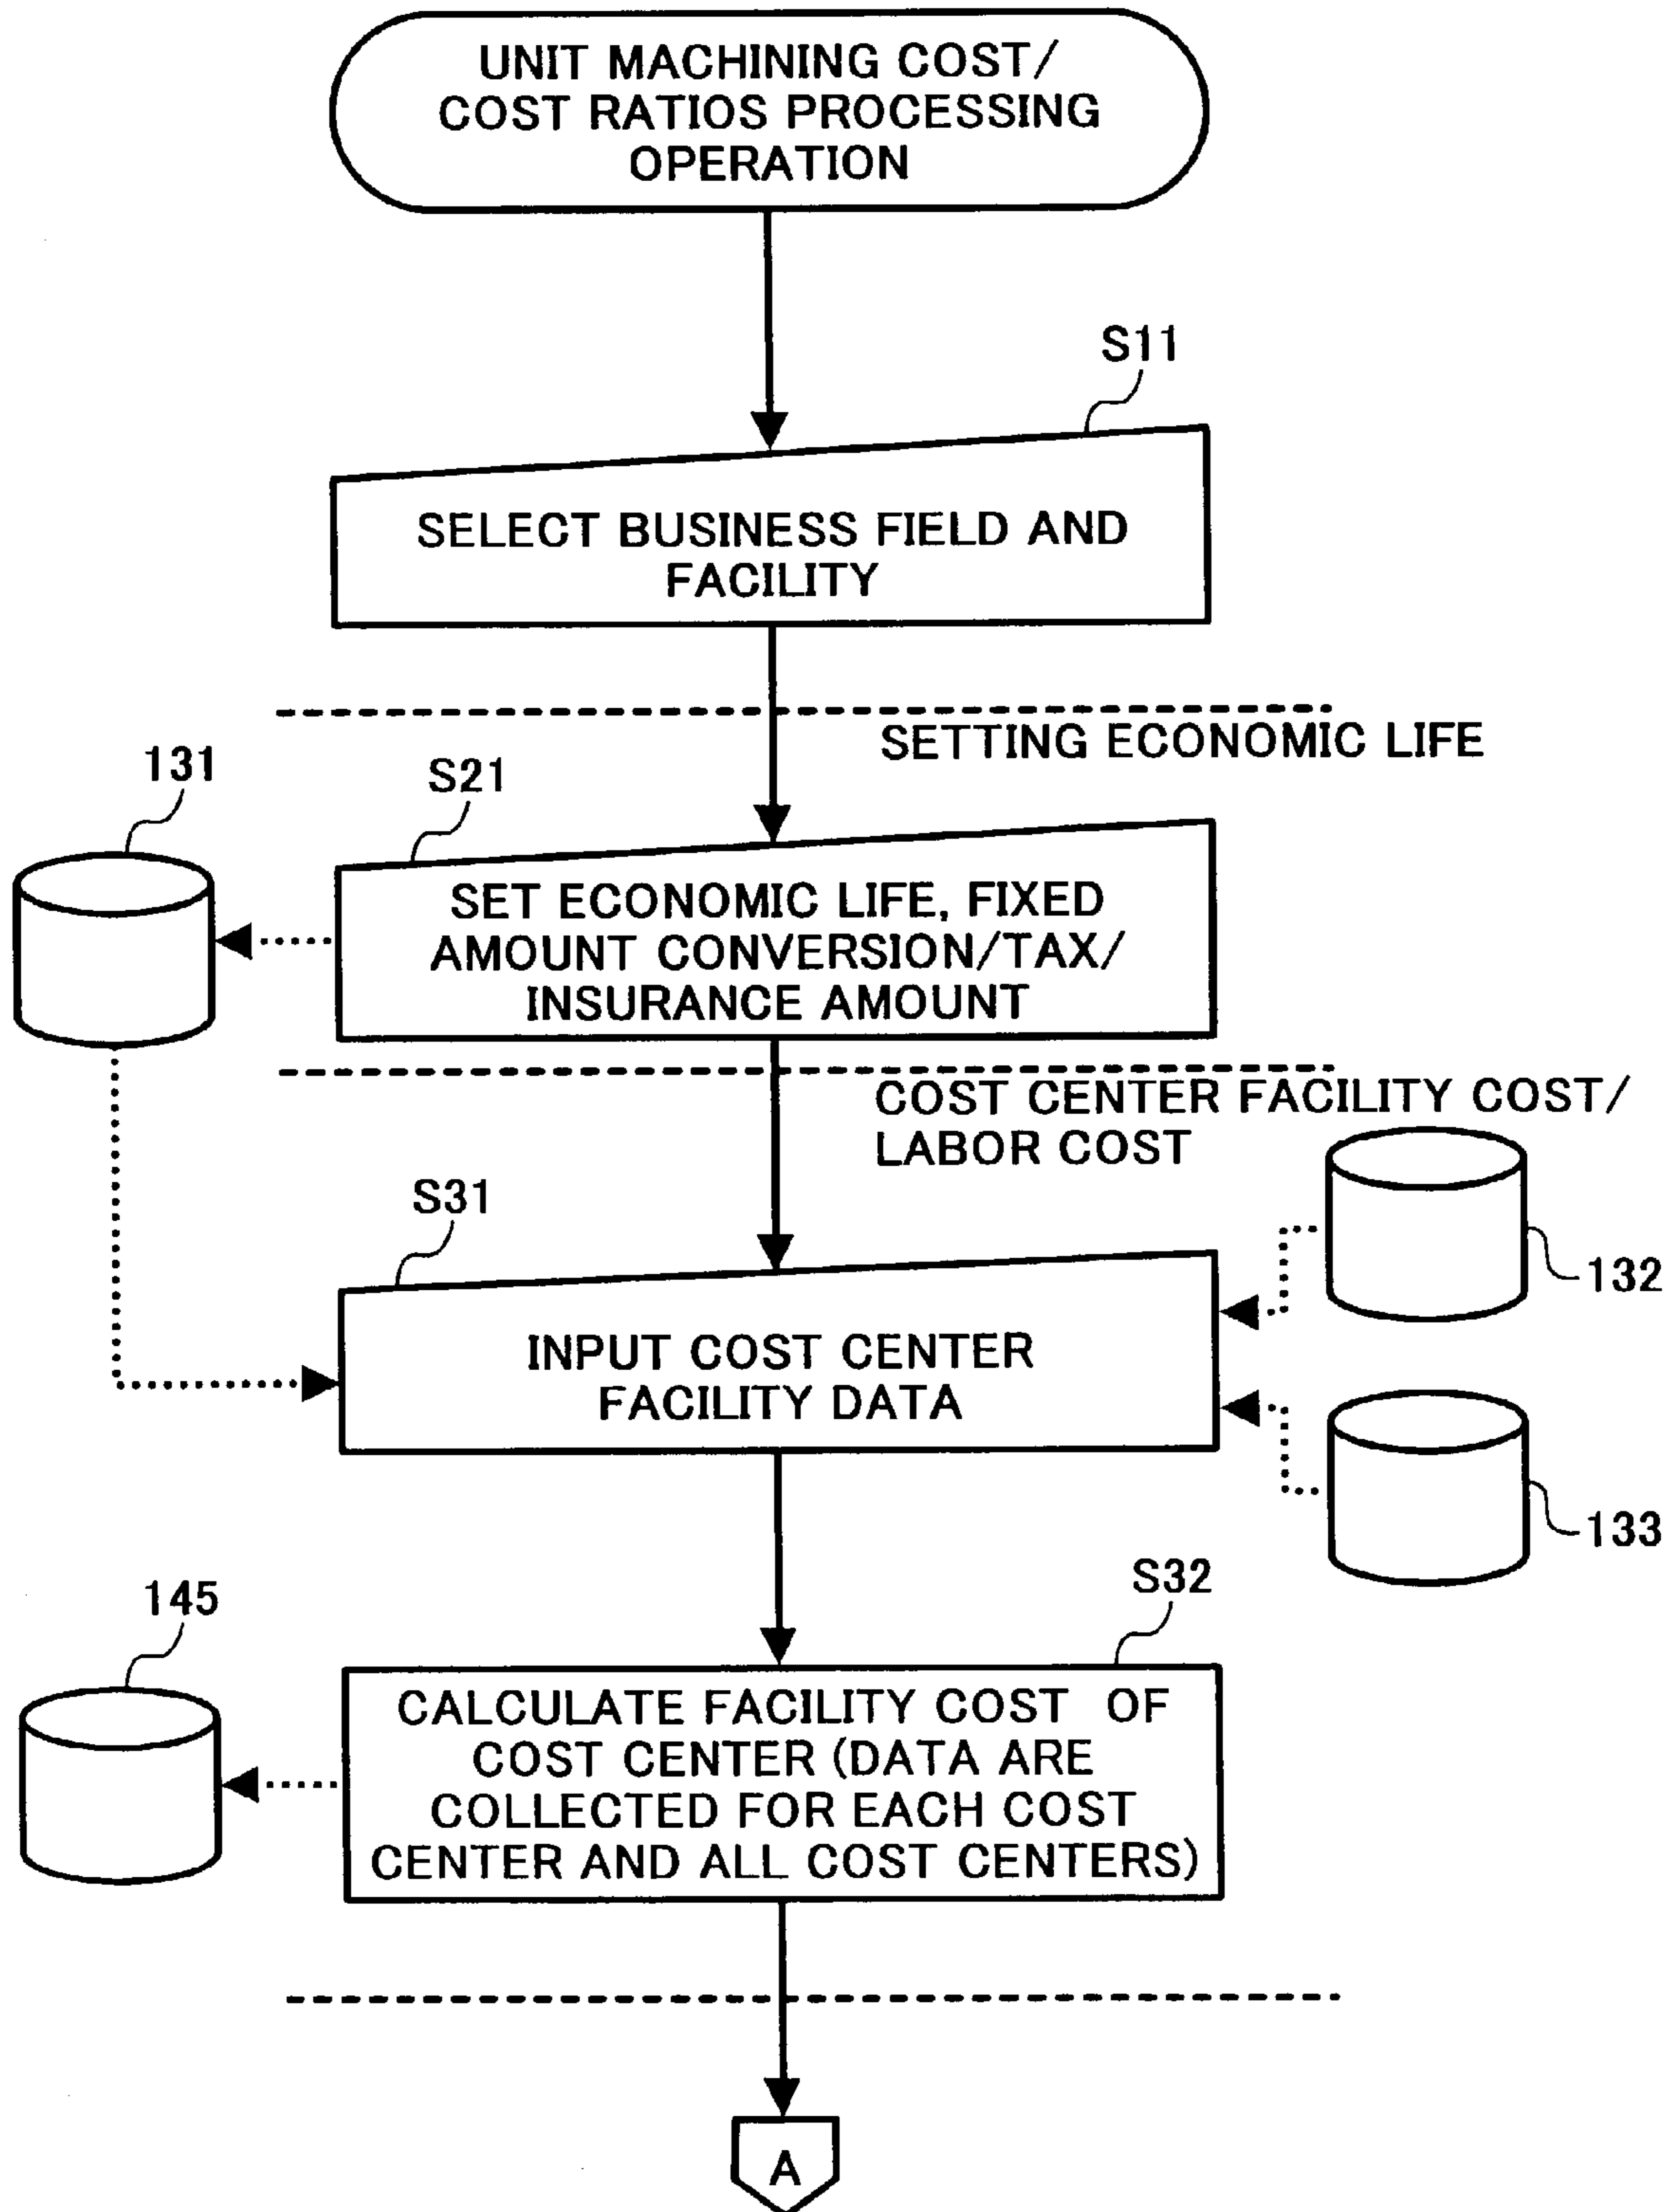 UNIT MACHINING COST/
COST RATIOS PROCESSING
OPERATION
S11
SELECT BUSINESS FIELD AND
FACILITY
SETTING ECONOMIC LIFE
131
S21
SET ECONOMIC LIFE, FIXED
AMOUNT CONVERSION/TAX/
INSURANCE AMOUNT
COST CENTER FACILITY COST/
LABOR COST
S31
132
INPUT COST CENTER
FACILITY DATA
133
145
S32
CALCULATE FACILITY COST OF
COST CENTER (DATA ARE
COLLECTED FOR EACH COST
CENTER AND ALL COST CENTERS)
A